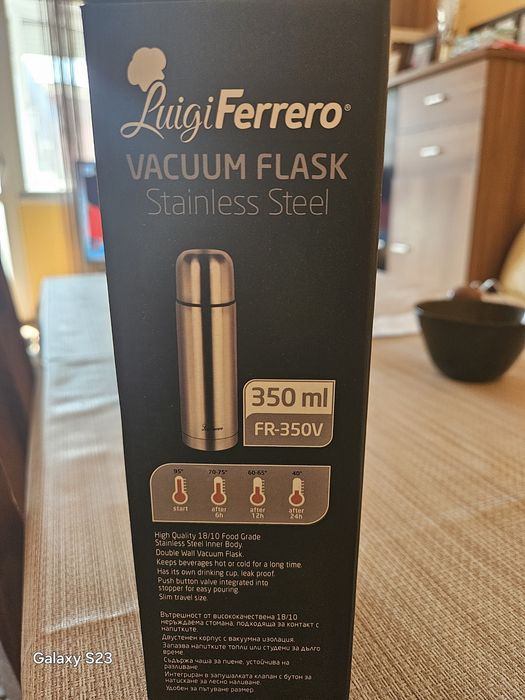 LuigiFerrero®
VACUUM FLASK
Stainless Steel
350 ml
FR-350V
95° 70-75° 60-65° 40°
start after 6h after 12h after 24h
High Quality 18/10 Food Grade
Stainless Steel Inner Body.
Double Wall Vacuum Flask.
Keeps beverages hot or cold for a long time.
Has its own drinking cup, leak proof.
Push button valve integrated into
stopper for easy pouring.
Slim travel size.
Вътрешност от висококачествена 18/10
неръждаема стомана, подходяща за контакт с
напитките.
Двустенен корпус с вакуумна изолация.
Запазва напитките топли или студени за дълго
време.
Съдържа чаша за пиене, устойчива на
разливане.
Интегриран в запушалката клапан с бутон за
натискане за лесно наливане.
Удобен за пътуване размер.
Galaxy S23